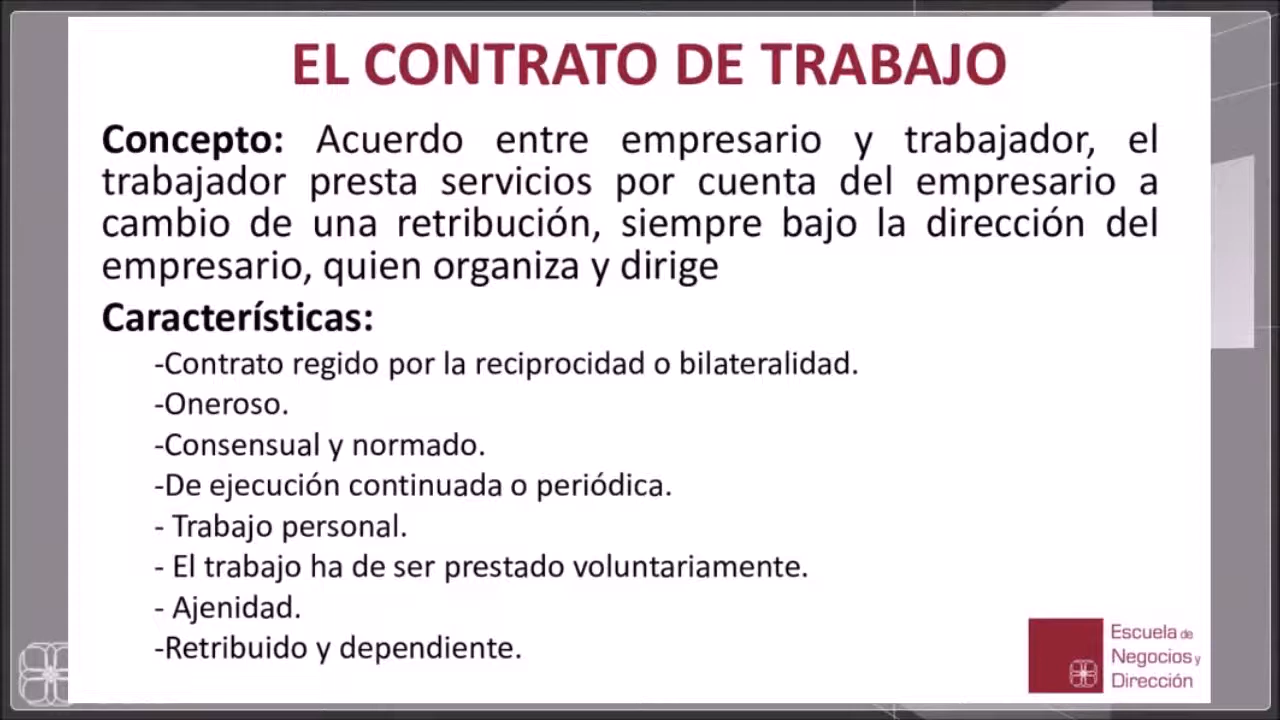 EL CONTRATO DE TRABAJO
Concepto: Acuerdo entre empresario y trabajador, el
trabajador presta servicios por cuenta del empresario a
cambio de una retribución, siempre bajo la dirección del
empresario, quien organiza y dirige
Características:
-Contrato regido por la reciprocidad o bilateralidad.
-Oneroso.
-Consensual y normado.
-De ejecución continuada o periódica.
- Trabajo personal.
- El trabajo ha de ser prestado voluntariamente.
- Ajenidad.
-Retribuido y dependiente.
Escuela de
Negocios y
Dirección